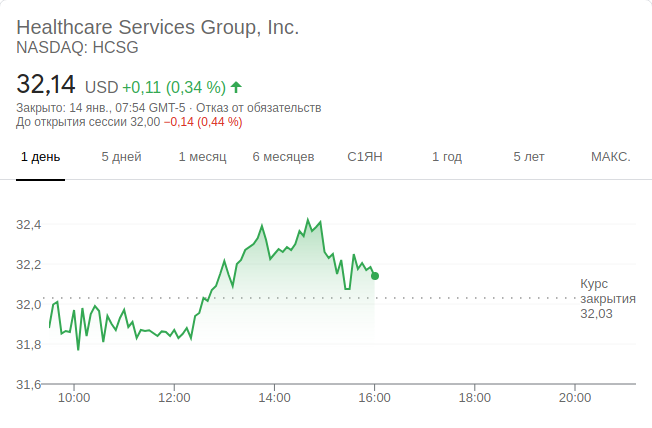 Healthcare Services Group, Inc.
NASDAQ: HCSG
32,14 USD +0,11 (0,34 %)
Закрыто: 14 янв., 07:54 GMT-5 · Отказ от обязательств
До открытия сессии 32,00 −0,14 (0,44 %)
1 день 5 дней 1 месяц 6 месяцев С1ЯН 1 год 5 лет МАКС.
32,4
32,2
Курс
закрытия
32,03
32,0
31,8
31,6
10:00 12:00 14:00 16:00 18:00 20:00